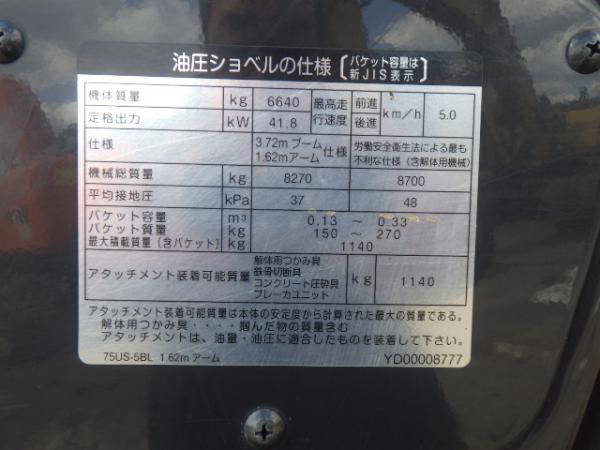 油圧ショベルの仕様 〔バケット容量は 新JIS表示〕
機体質量 kg 6640 最高走行速度 前進 後進 km/h 5.0
定格出力 kW 41.8
仕様 3.72m ブーム 1.62mアーム 仕様 労働安全衛生法による最も不利な仕様(含解体用機械)
機械総質量 kg 8270 8700
平均接地圧 kPa 37 48
バケット容量 m³ 0.13 ~ 0.33
バケット質量 kg 150 ~ 270
最大積載質量(含バケット) kg 1140
アタッチメント装着可能質量 解体用つかみ具 鉄骨切断具 コンクリート圧砕具 ブレーカユニット kg 1140
アタッチメント装着可能質量は本体の安定度から計算された最大の質量である。
解体用つかみ具・・・・掴んだ物の質量含む
アタッチメントは、油量・油圧に適合したものを装着して下さい。
75US-5BL 1.62mアーム YD00008777